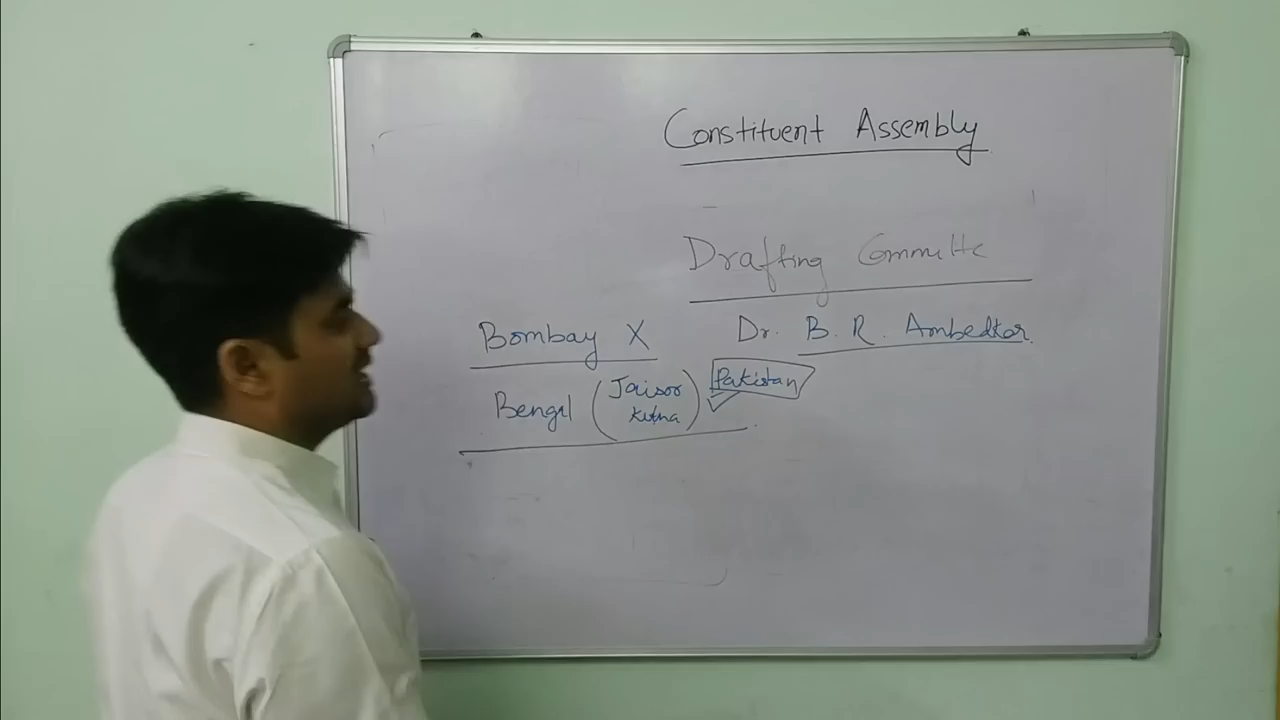 Constituent Assembly
Drafting Committe
Bombay X Dr. B. R. Ambedkar
Bengal (Jaisor Kulna) Pakistan ✓